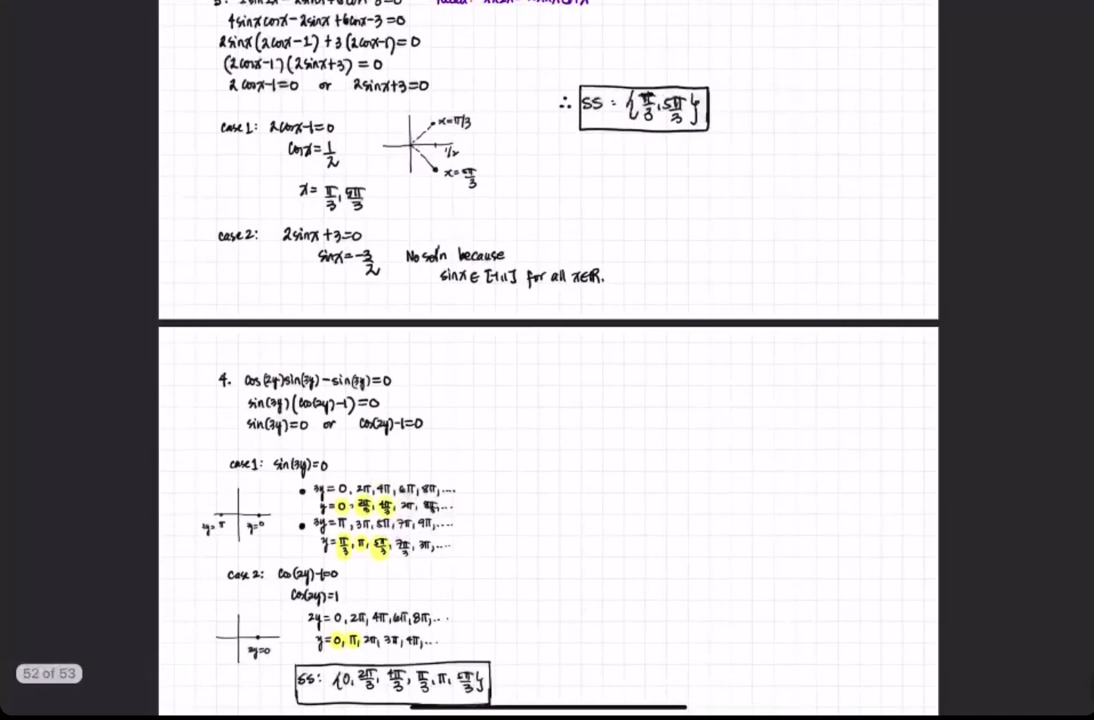 4sinxcosx-2sinx+6cosx-3=0
2sinx(2cosx-1)+3(2cosx-1)=0
(2cosx-1)(2sinx+3)=0
2cosx-1=0 or 2sinx+3=0
∴ SS: {π/3, 5π/3}
case 1: 2cosx-1=0
cosx=1/2
x= π/3, 5π/3
x=π/3
1/2
x=5π/3
case 2: 2sinx+3=0
sinx=-3/2 No sol'n because
sinx∈[-1,1] for all x∈R.
4. cos(2y)sin(3y)-sin(3y)=0
sin(3y)(cos(2y)-1)=0
sin(3y)=0 or cos(2y)-1=0
case 1: sin(3y)=0
• 3y=0, 2π, 4π, 6π, 8π, ....
y=0, 2π/3, 4π/3, 2π, 8π/3, ...
• 3y=π, 3π, 5π, 7π, 9π, ....
y=π/3, π, 5π/3, 7π/3, 3π, ....
3y=π
case 2: cos(2y)-1=0
cos(2y)=1
2y=0, 2π, 4π, 6π, 8π, ...
y=0, π, 2π, 3π, 4π, ...
2y=0
SS: {0, 2π/3, 4π/3, π/3, π, 5π/3}
52 of 53